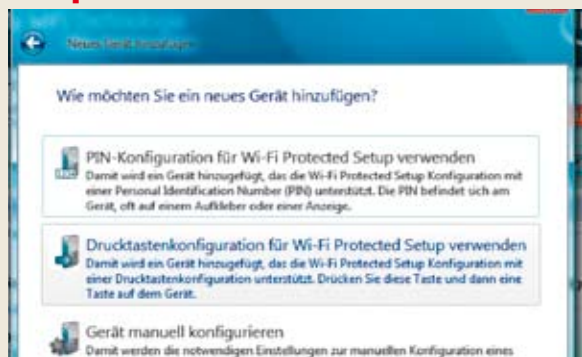 Neues Gerät hinzufügen
Wie möchten Sie ein neues Gerät hinzufügen?
PIN-Konfiguration für Wi-Fi Protected Setup verwenden
Damit wird ein Gerät hinzugefügt, das die Wi-Fi Protected Setup Konfiguration mit
einer Personal Identification Number (PIN) unterstützt. Die PIN befindet sich am
Gerät, oft auf einem Aufkleber oder einer Anzeige.
Drucktastenkonfiguration für Wi-Fi Protected Setup verwenden
Damit wird ein Gerät hinzugefügt, das die Wi-Fi Protected Setup Konfiguration mit
einer Drucktastenkonfiguration unterstützt. Drücken Sie diese Taste und dann eine
Taste auf dem Gerät.
Gerät manuell konfigurieren
Damit werden die notwendigen Einstellungen zur manuellen Konfiguration eines